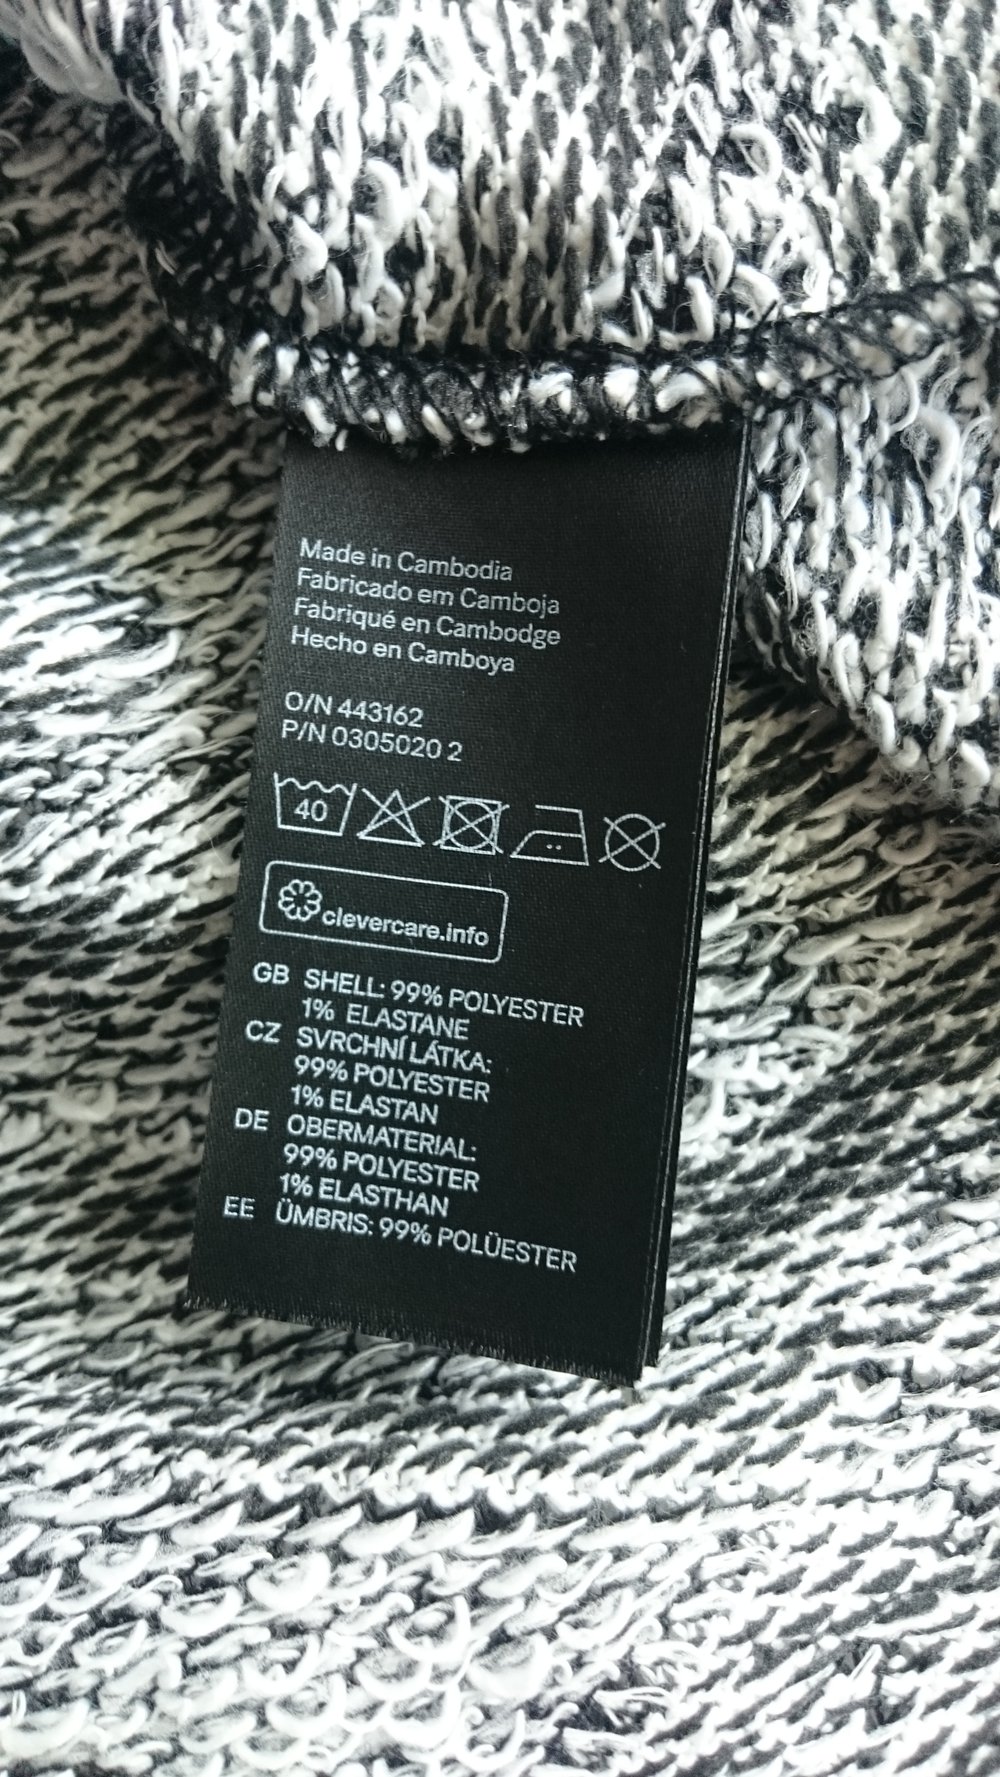 Made in Cambodia
Fabricado em Camboja
Fabriqué en Cambodge
Hecho en Camboya
O/N 443162
P/N 0305020 2
40
clevercare.info
GB SHELL: 99% POLYESTER
1% ELASTANE
CZ SVRCHNÍ LÁTKA:
99% POLYESTER
1% ELASTAN
DE OBERMATERIAL:
99% POLYESTER
1% ELASTHAN
EE ÜMBRIS: 99% POLÜESTER